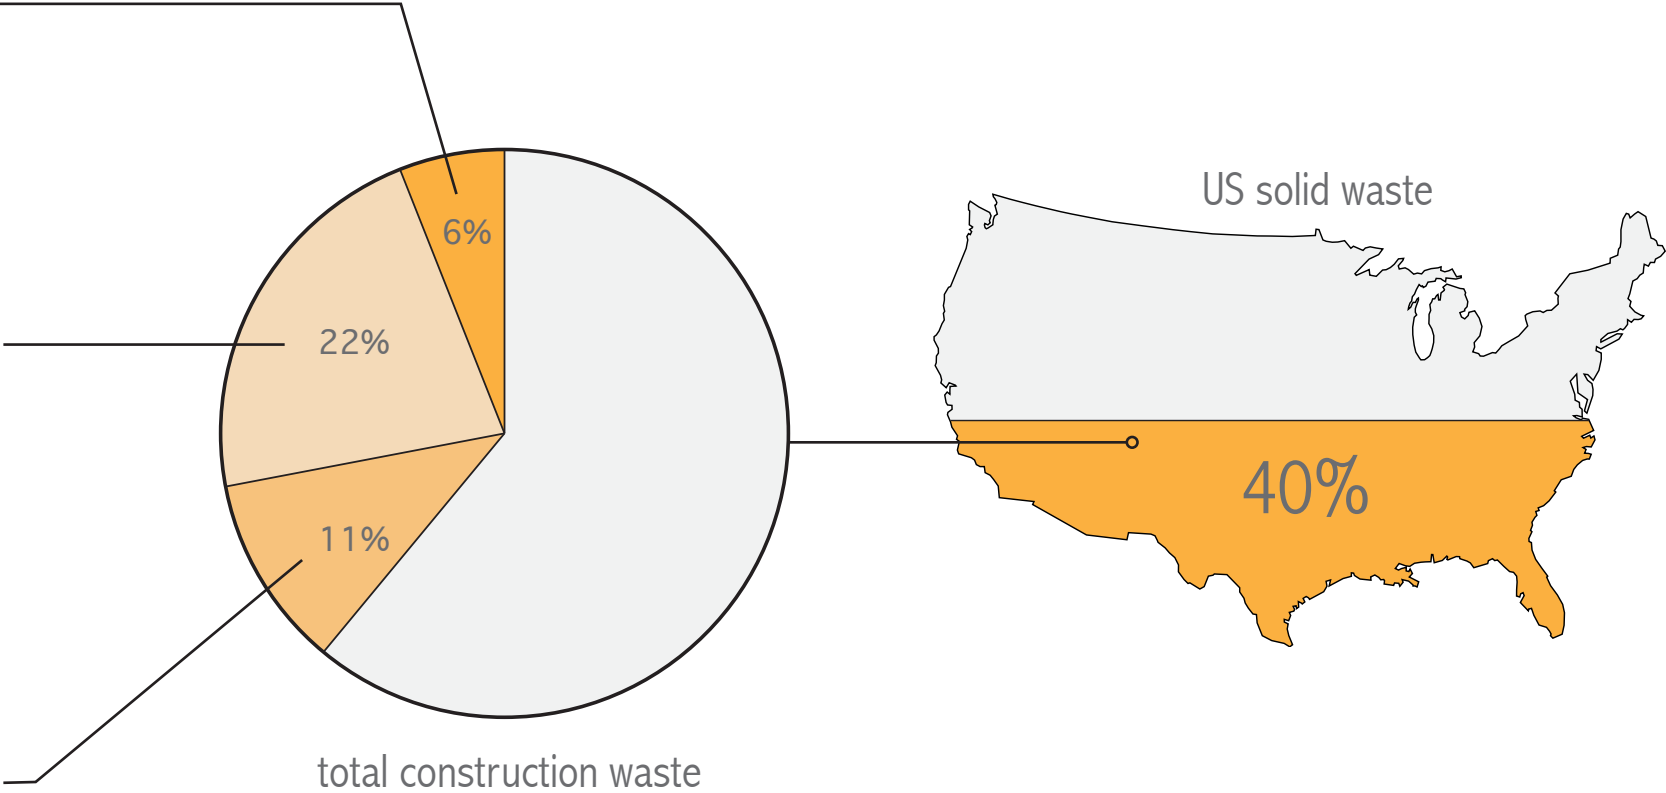 US solid waste
6%
22%
40%
11%
total construction waste